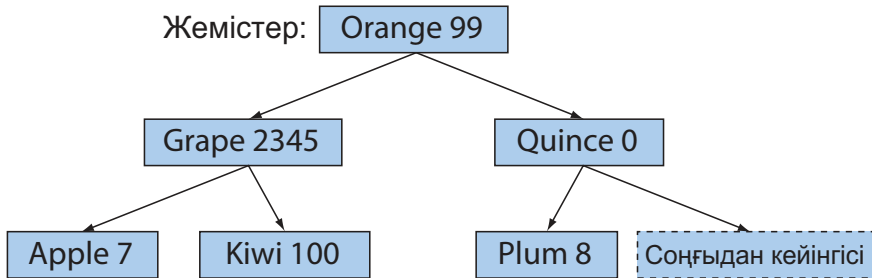 Жемістер: Orange 99
Grape 2345 Quince 0
Apple 7 Kiwi 100 Plum 8 Соңғыдан кейінгісі